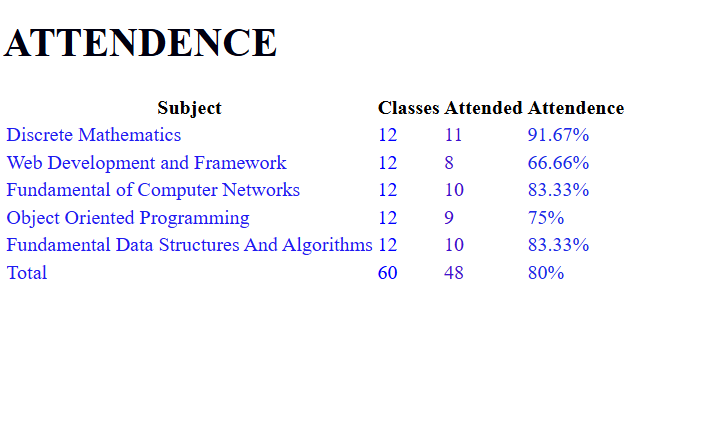 ATTENDENCE
Subject Classes Attended Attendence
Discrete Mathematics 12 11 91.67%
Web Development and Framework 12 8 66.66%
Fundamental of Computer Networks 12 10 83.33%
Object Oriented Programming 12 9 75%
Fundamental Data Structures And Algorithms 12 10 83.33%
Total 60 48 80%